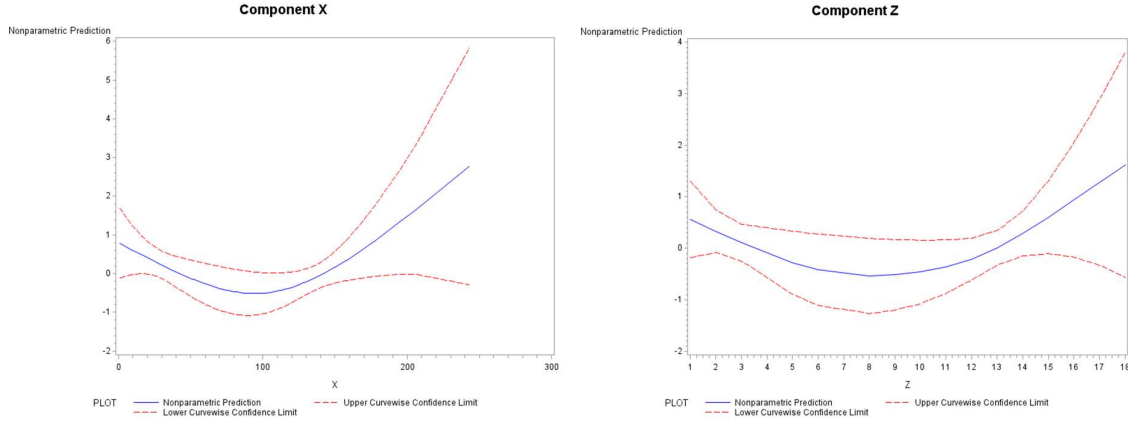 Component X
Nonparametric Prediction
6
5
4
3
2
1
0
-1
-2
0 100 200 300
X
PLOT Nonparametric Prediction Upper Curvewise Confidence Limit
Lower Curvewise Confidence Limit
Component Z
Nonparametric Prediction
4
3
2
1
0
-1
-2
1 2 3 4 5 6 7 8 9 10 11 12 13 14 15 16 17 18
Z
PLOT Nonparametric Prediction Upper Curvewise Confidence Limit
Lower Curvewise Confidence Limit